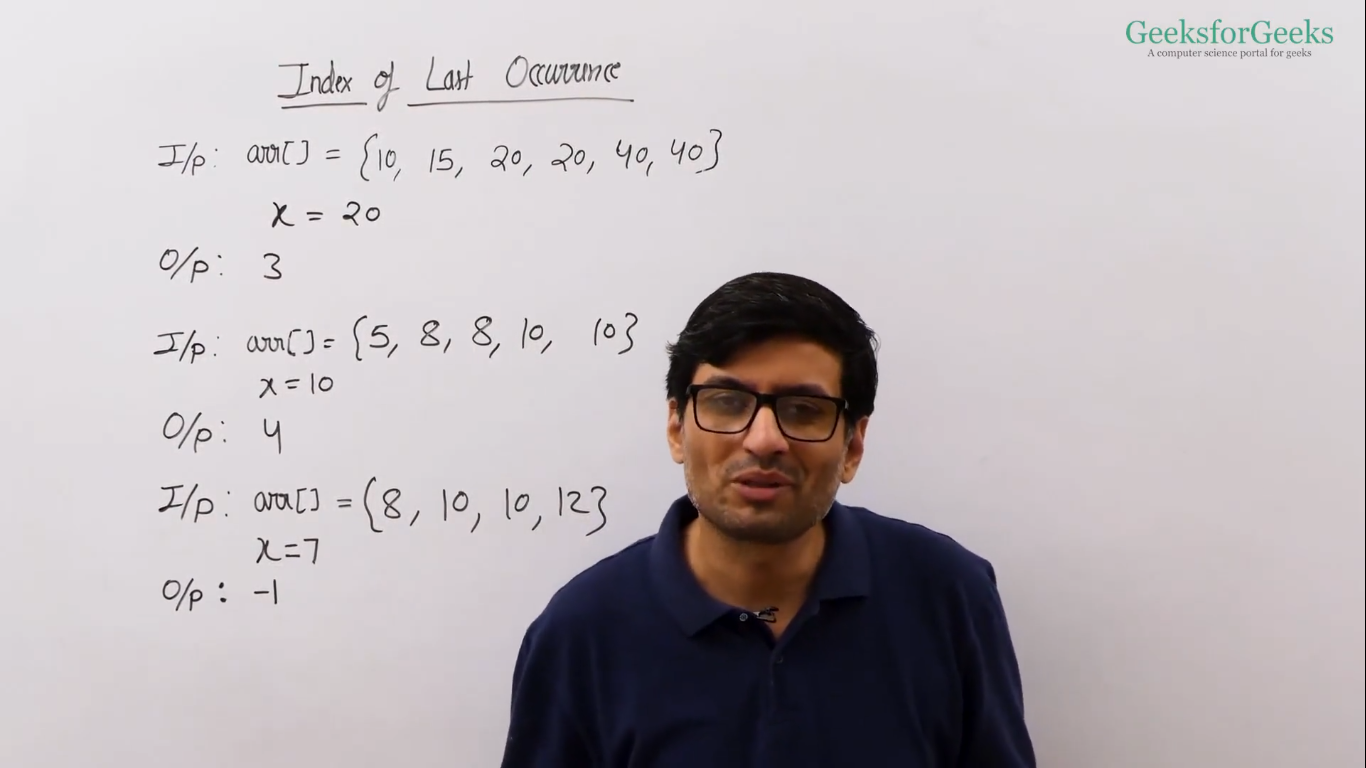 GeeksforGeeks
A computer science portal for geeks
Index of Last Occurrence
I/p: arr[] = {10, 15, 20, 20, 40, 40}
x = 20
O/p: 3
I/p: arr[] = {5, 8, 8, 10, 10}
x = 10
O/p: 4
I/p: arr[] = {8, 10, 10, 12}
x = 7
O/p: -1